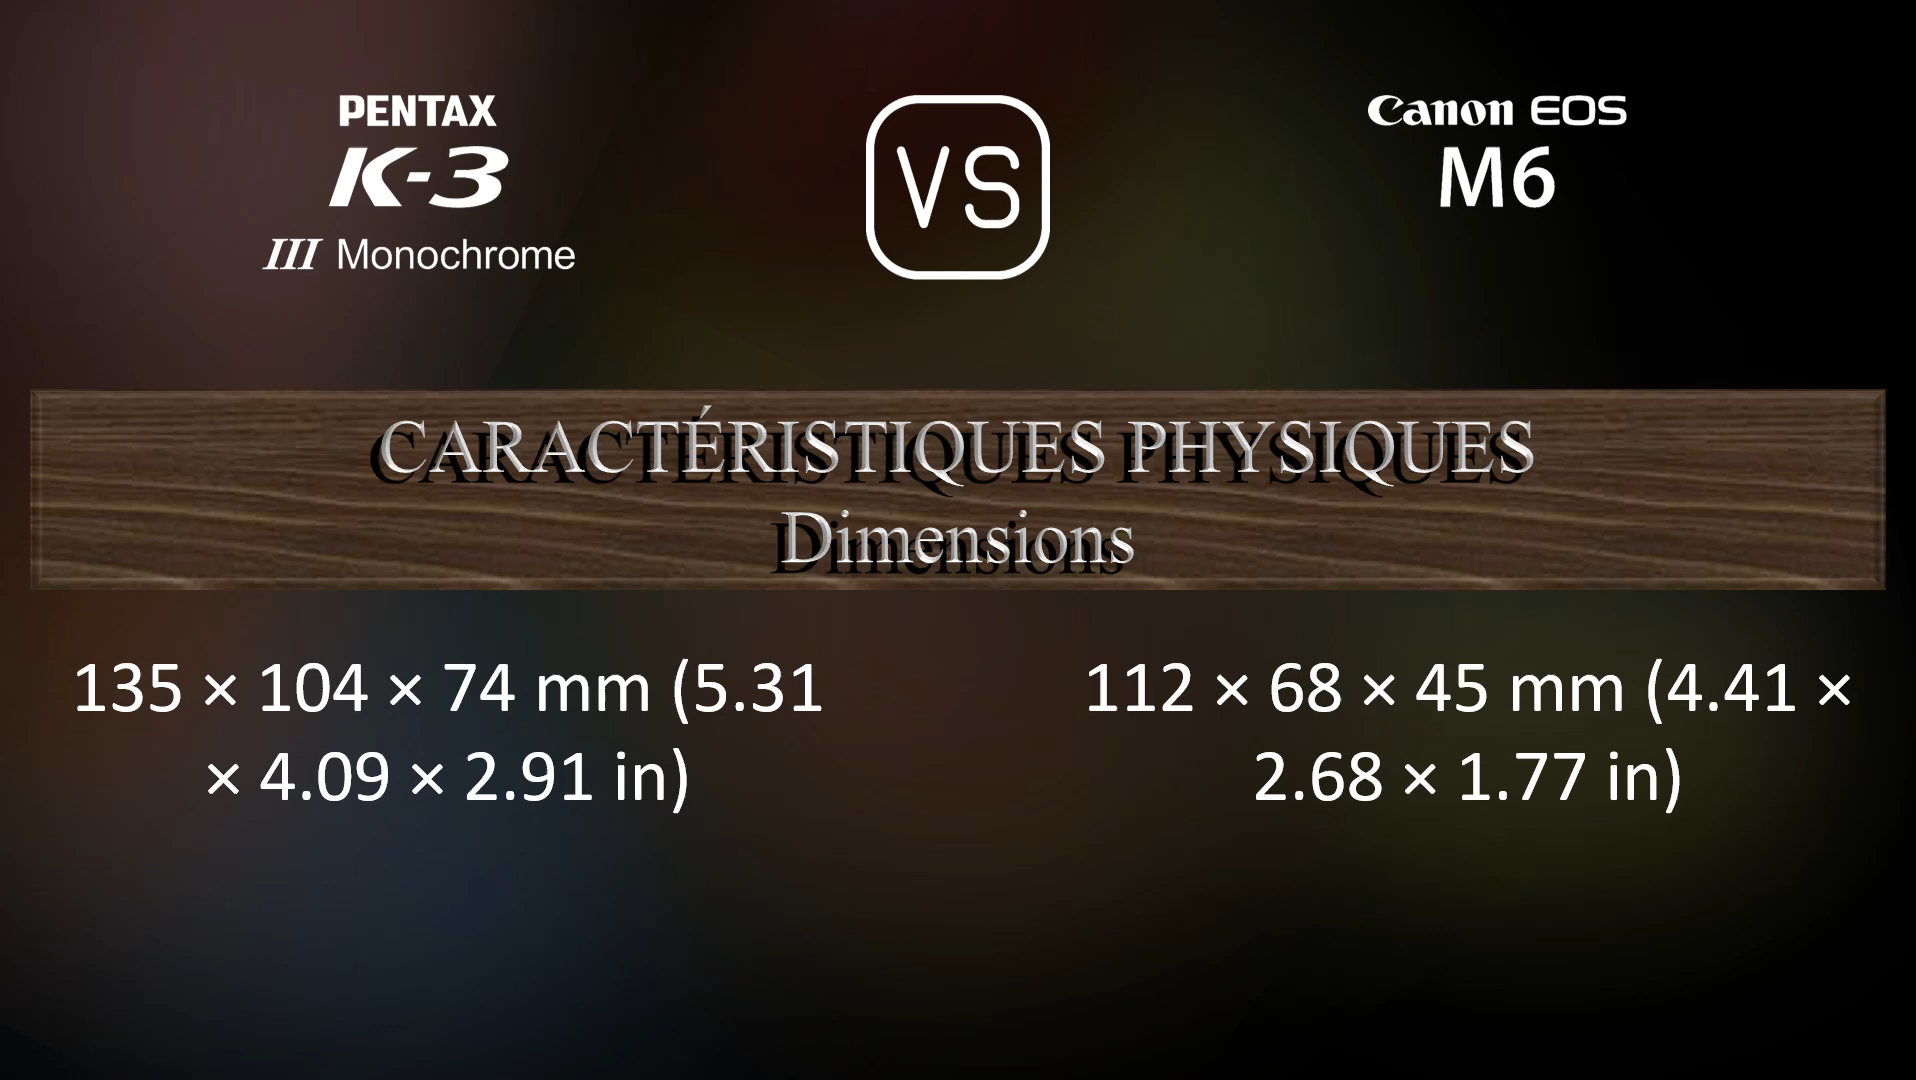 PENTAX
K-3
III Monochrome
VS
Canon EOS
M6
CARACTÉRISTIQUES PHYSIQUES
Dimensions
135 × 104 × 74 mm (5.31
× 4.09 × 2.91 in)
112 × 68 × 45 mm (4.41 ×
2.68 × 1.77 in)